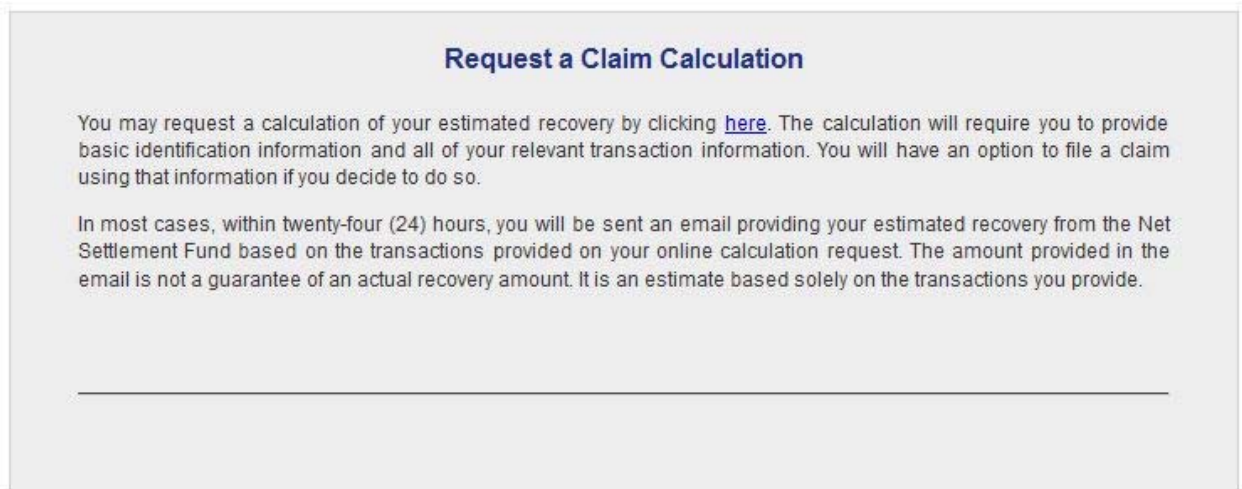 Request a Claim Calculation
You may request a calculation of your estimated recovery by clicking here. The calculation will require you to provide
basic identification information and all of your relevant transaction information. You will have an option to file a claim
using that information if you decide to do so.
In most cases, within twenty-four (24) hours, you will be sent an email providing your estimated recovery from the Net
Settlement Fund based on the transactions provided on your online calculation request. The amount provided in the
email is not a guarantee of an actual recovery amount. It is an estimate based solely on the transactions you provide.